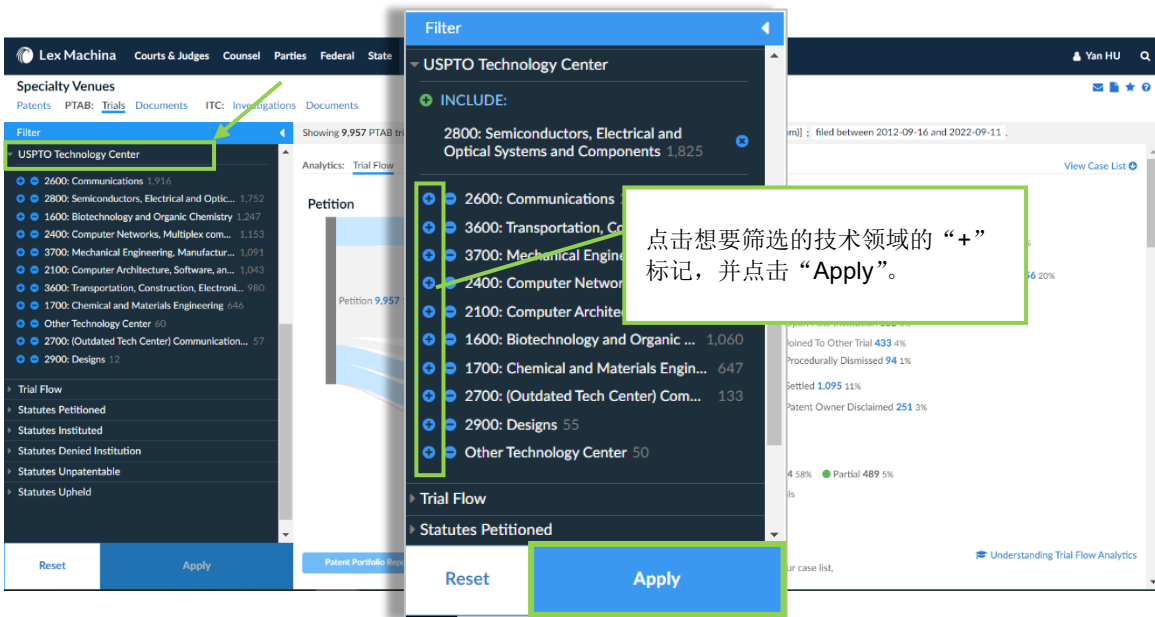 Lex Machina Courts & Judges Counsel Parties Federal State
Yan HU
Specialty Venues
Patents PTAB: Trials Documents ITC: Investigations Documents
Filter
Showing 9,957 PTAB
filed between 2012-09-16 and 2022-09-11 .
USPTO Technology Center
Analytics: Trial Flow
View Case List
2600: Communications 1,916
2800: Semiconductors, Electrical and Optic... 1,752
1600: Biotechnology and Organic Chemistry 1,247
2400: Computer Networks, Multiplex com... 1,153
3700: Mechanical Engineering, Manufactur... 1,091
2100: Computer Architecture, Software, an... 1,043
3600: Transportation, Construction, Electroni... 980
1700: Chemical and Materials Engineering 646
Other Technology Center 60
2700: (Outdated Tech Center) Communication... 57
2900: Designs 12
Trial Flow
Statutes Petitioned
Statutes Instituted
Statutes Denied Institution
Statutes Unpatentable
Statutes Upheld
Reset Apply
Petition
Petition 9,957
Patent Portfolio
Filter
USPTO Technology Center
INCLUDE:
2800: Semiconductors, Electrical and
Optical Systems and Components 1,825
2600: Communications
3600: Transportation,
3700: Mechanical
2400: Computer
2100: Computer
1600: Biotechnology and Organic ... 1,060
1700: Chemical and Materials Engin... 647
2700: (Outdated Tech Center) Com... 133
2900: Designs 55
Other Technology Center 50
Trial Flow
Statutes Petitioned
Reset Apply
点击想要筛选的技术领域的“+”
标记，并点击“Apply”。
20%
Joined To Other Trial 433 4%
Procedurally Dismissed 94 1%
Settled 1,095 11%
Patent Owner Disclaimed 251 3%
58% Partial 489 5%
Understanding Trial Flow Analytics
case list,